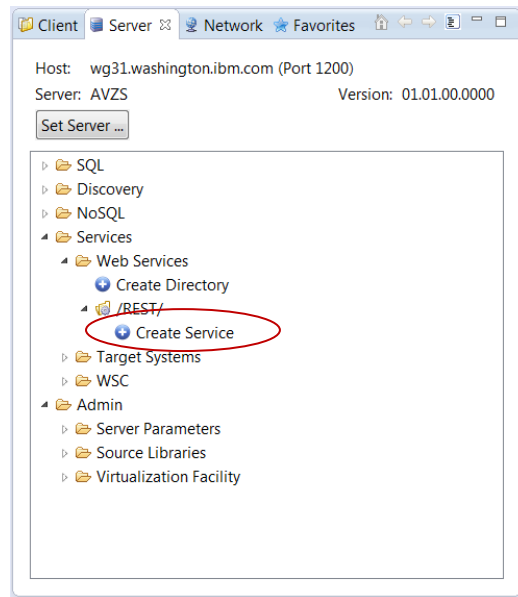 Client Server Network Favorites
Host: wg31.washington.ibm.com (Port 1200)
Server: AVZS Version: 01.01.00.0000
Set Server ...
SQL
Discovery
NoSQL
Services
Web Services
Create Directory
/REST/
Create Service
Target Systems
WSC
Admin
Server Parameters
Source Libraries
Virtualization Facility